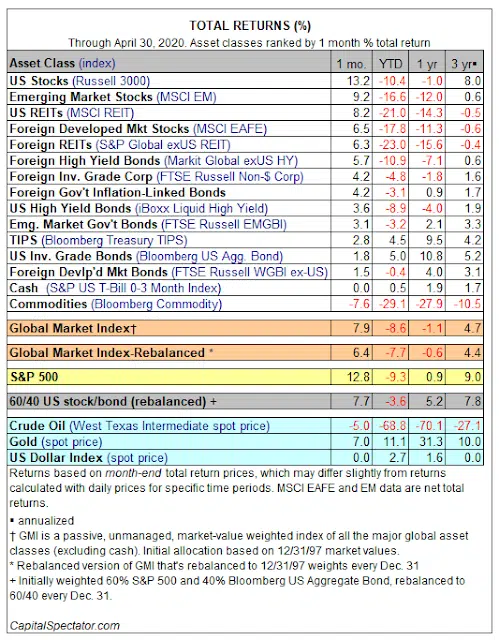 TOTAL RETURNS (%)
Through April 30, 2020. Asset classes ranked by 1 month % total return
Asset Class (index) 1 mo. YTD 1 yr 3 yr▪
US Stocks (Russell 3000) 13.2 -10.4 -1.0 8.0
Emerging Market Stocks (MSCI EM) 9.2 -16.6 -12.0 0.6
US REITs (MSCI REIT) 8.2 -21.0 -14.3 -0.5
Foreign Developed Mkt Stocks (MSCI EAFE) 6.5 -17.8 -11.3 -0.6
Foreign REITs (S&P Global exUS REIT) 6.3 -23.0 -15.6 -0.4
Foreign High Yield Bonds (Markit Global exUS HY) 5.7 -10.9 -7.1 0.6
Foreign Inv. Grade Corp (FTSE Russell Non-$ Corp) 4.2 -4.8 -1.8 1.6
Foreign Gov't Inflation-Linked Bonds 4.2 -3.1 0.9 1.7
US High Yield Bonds (iBoxx Liquid High Yield) 3.6 -8.9 -4.0 1.9
Emg. Market Gov't Bonds (FTSE Russell EMGBI) 3.1 -3.2 2.1 3.3
TIPS (Bloomberg Treasury TIPS) 2.8 4.5 9.5 4.2
US Inv. Grade Bonds (Bloomberg US Agg. Bond) 1.8 5.0 10.8 5.2
Foreign Devlp'd Mkt Bonds (FTSE Russell WGBI ex-US) 1.5 -0.4 4.0 3.1
Cash (S&P US T-Bill 0-3 Month Index) 0.0 0.5 1.9 1.7
Commodities (Bloomberg Commodity) -7.6 -29.1 -27.9 -10.5
Global Market Index† 7.9 -8.6 -1.1 4.7
Global Market Index-Rebalanced * 6.4 -7.7 -0.6 4.4
S&P 500 12.8 -9.3 0.9 9.0
60/40 US stock/bond (rebalanced) + 7.7 -3.6 5.2 7.8
Crude Oil (West Texas Intermediate spot price) -5.0 -68.8 -70.1 -27.1
Gold (spot price) 7.0 11.1 31.3 10.0
US Dollar Index (spot price) 0.0 2.7 1.6 0.0
Returns based on month-end total return prices, which may differ slightly from returns
calculated with daily prices for specific time periods. MSCI EAFE and EM data are net total
returns.
▪ annualized
† GMI is a passive, unmanaged, market-value weighted index of all the major global asset
classes (excluding cash). Initial allocation based on 12/31/97 market values.
* Rebalanced version of GMI that's rebalanced to 12/31/97 weights every Dec. 31
+ Initially weighted 60% S&P 500 and 40% Bloomberg US Aggregate Bond, rebalanced to
60/40 every Dec. 31.
CapitalSpectator.com